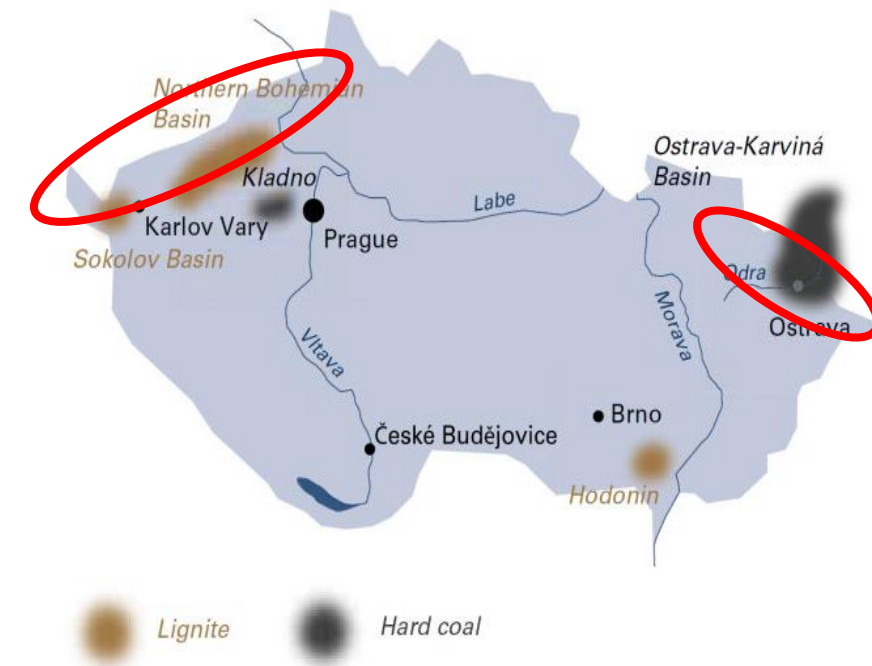 Northern Bohemian
Basin
Kladno
Karlov Vary
Sokolov Basin
Prague
Labe
Vltava
České Budějovice
Ostrava-Karviná
Basin
Odra
Ostrava
Morava
Brno
Hodonin
Lignite
Hard coal